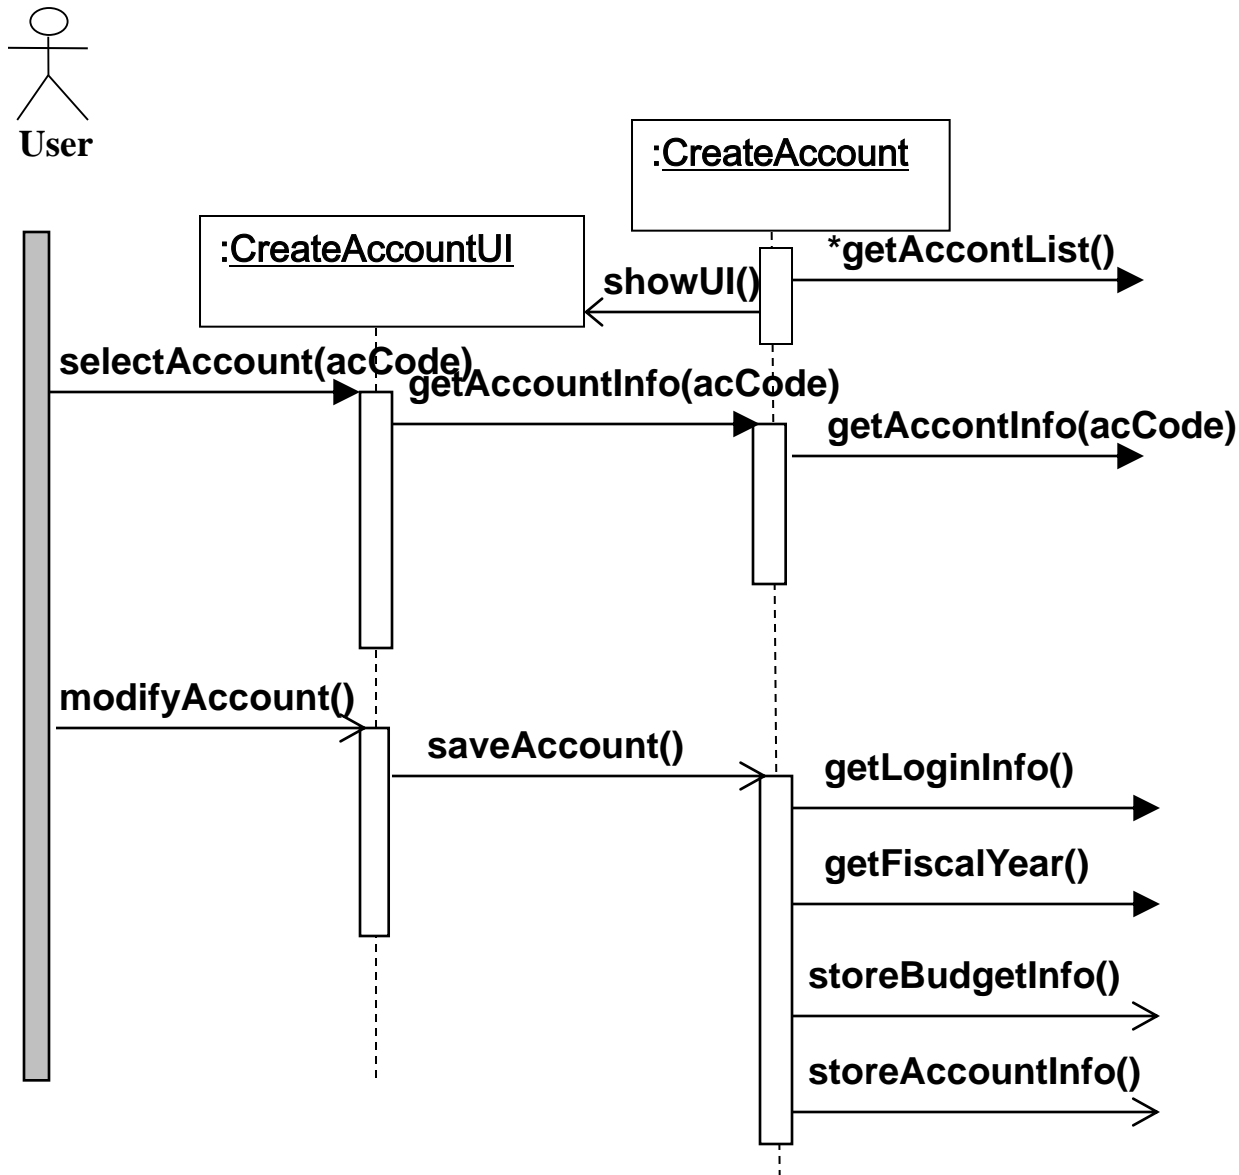 User
:CreateAccount
:CreateAccountUI
*getAccontList()
showUI()
selectAccount(acCode)
getAccountInfo(acCode)
getAccontInfo(acCode)
modifyAccount()
saveAccount()
getLoginInfo()
getFiscalYear()
storeBudgetInfo()
storeAccountInfo()